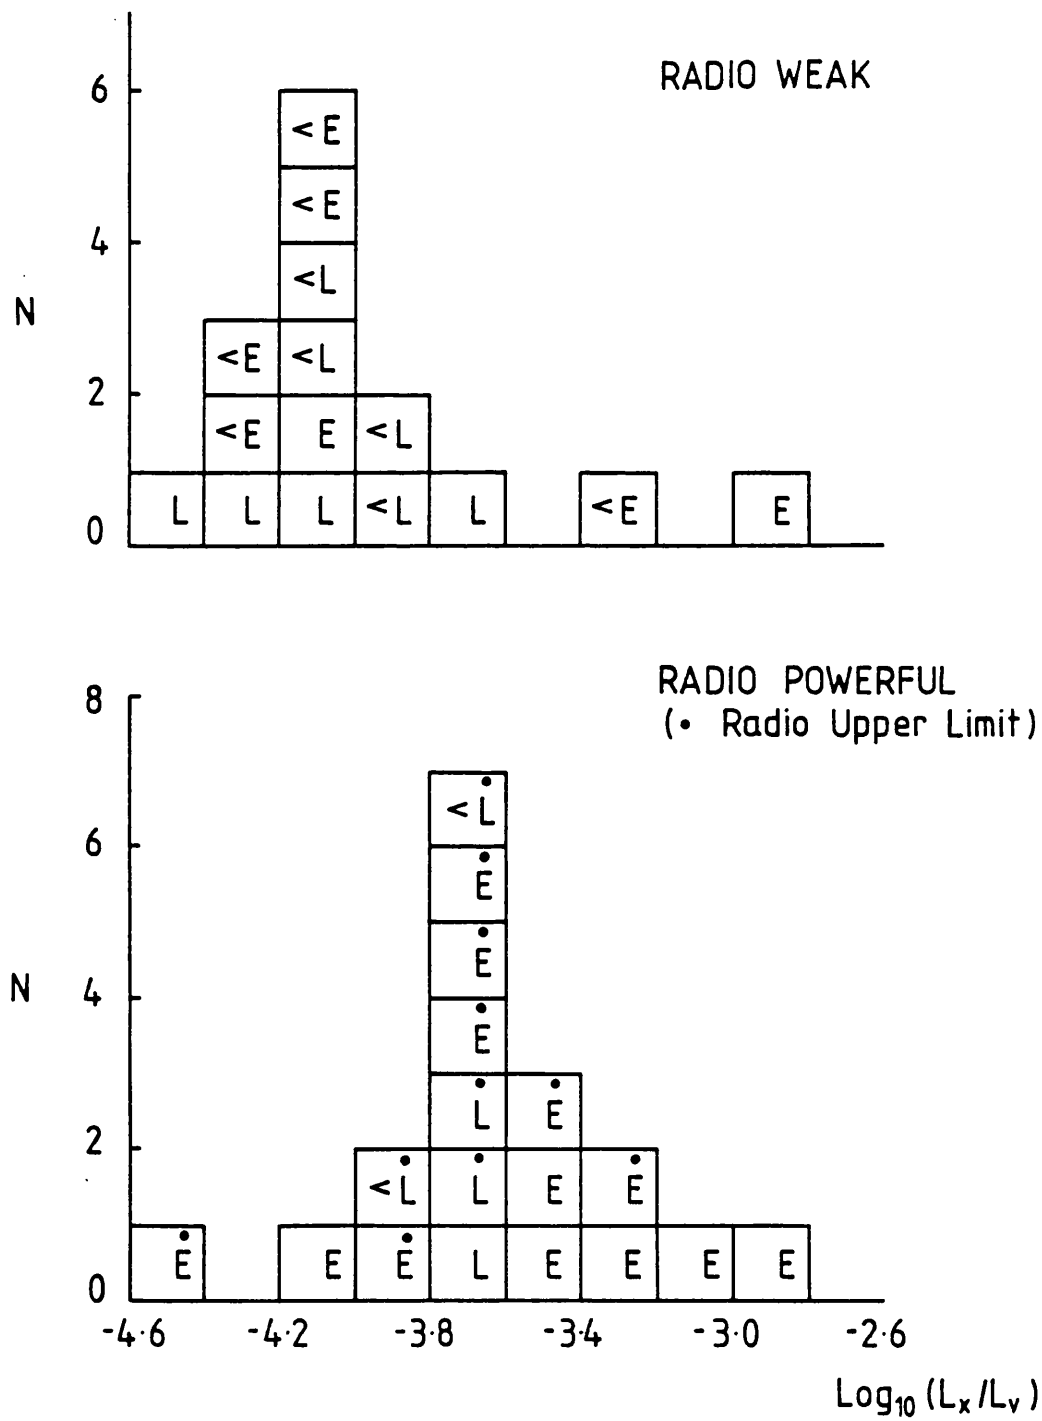 RADIO WEAK
6
< E
< E
4
< L
N
< E < L
2
< E E < L
L L L < L L < E E
0
RADIO POWERFUL
(• Radio Upper Limit)
8
< L
6
E
E
N
4
E
L E
2
< L L E E
E E E L E E E E
0
-4·6 -4·2 -3·8 -3·4 -3·0 -2·6
Log10 (Lx/Lv)